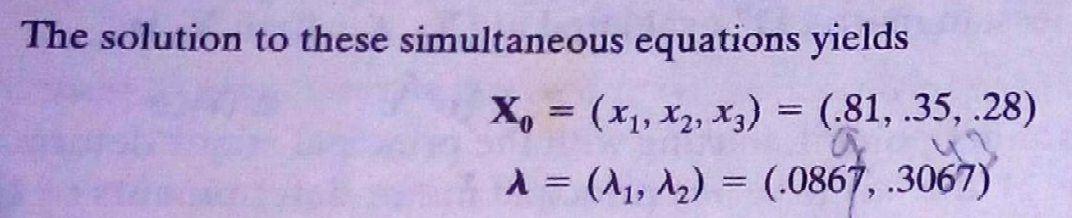 The solution to these simultaneous equations yields
X₀ = (x₁, x₂, x₃) = (.81, .35, .28)
λ = (λ₁, λ₂) = (.0867, .3067)